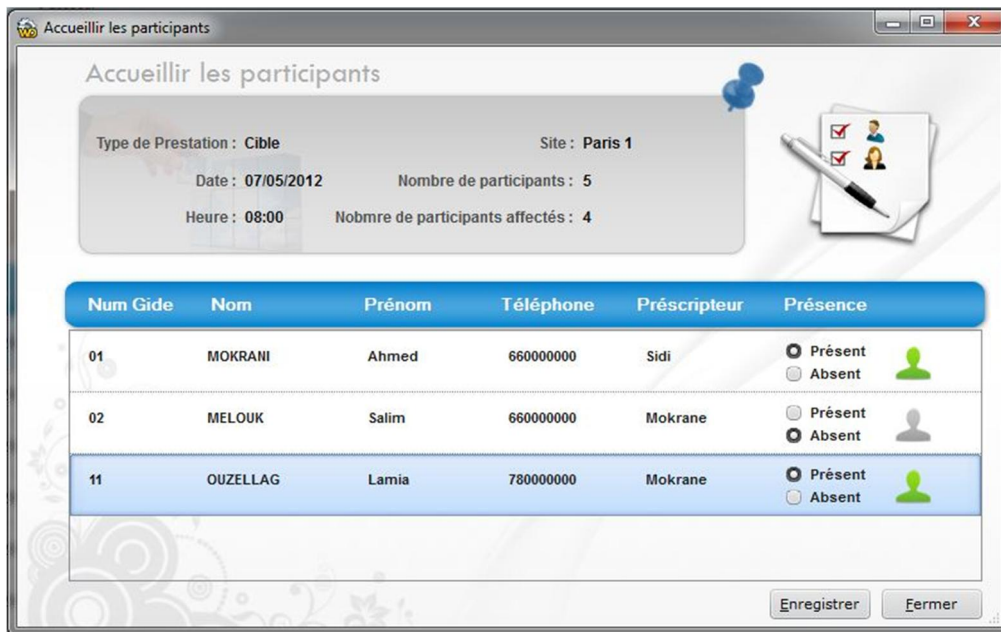 Accueillir les participants
Accueillir les participants
Type de Prestation : Cible Site : Paris 1
Date : 07/05/2012 Nombre de participants : 5
Heure : 08:00 Nobmre de participants affectés : 4
Num Gide Nom Prénom Téléphone Préscripteur Présence
01 MOKRANI Ahmed 660000000 Sidi Présent
Absent
02 MELOUK Salim 660000000 Mokrane Présent
Absent
11 OUZELLAG Lamia 780000000 Mokrane Présent
Absent
Enregistrer Fermer